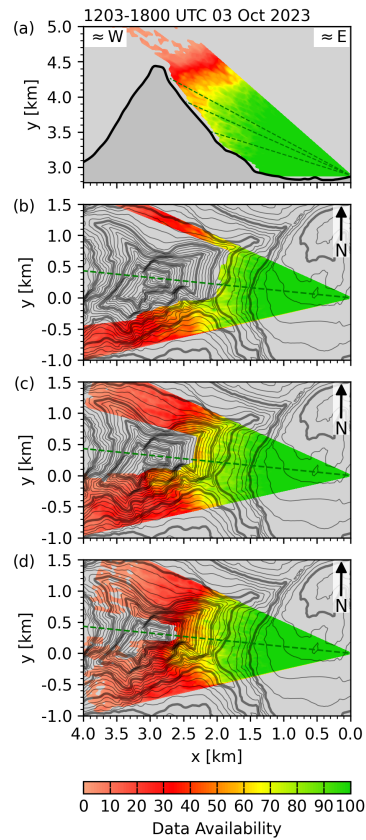 1203-1800 UTC 03 Oct 2023
(a)
≈ W
≈ E
5.0
4.5
4.0
3.5
3.0
y [km]
(b)
1.5
1.0
0.5
0.0
-0.5
-1.0
y [km]
N
(c)
1.5
1.0
0.5
0.0
-0.5
-1.0
y [km]
N
(d)
1.5
1.0
0.5
0.0
-0.5
-1.0
y [km]
N
4.0 3.5 3.0 2.5 2.0 1.5 1.0 0.5 0.0
x [km]
0 10 20 30 40 50 60 70 80 90 100
Data Availability